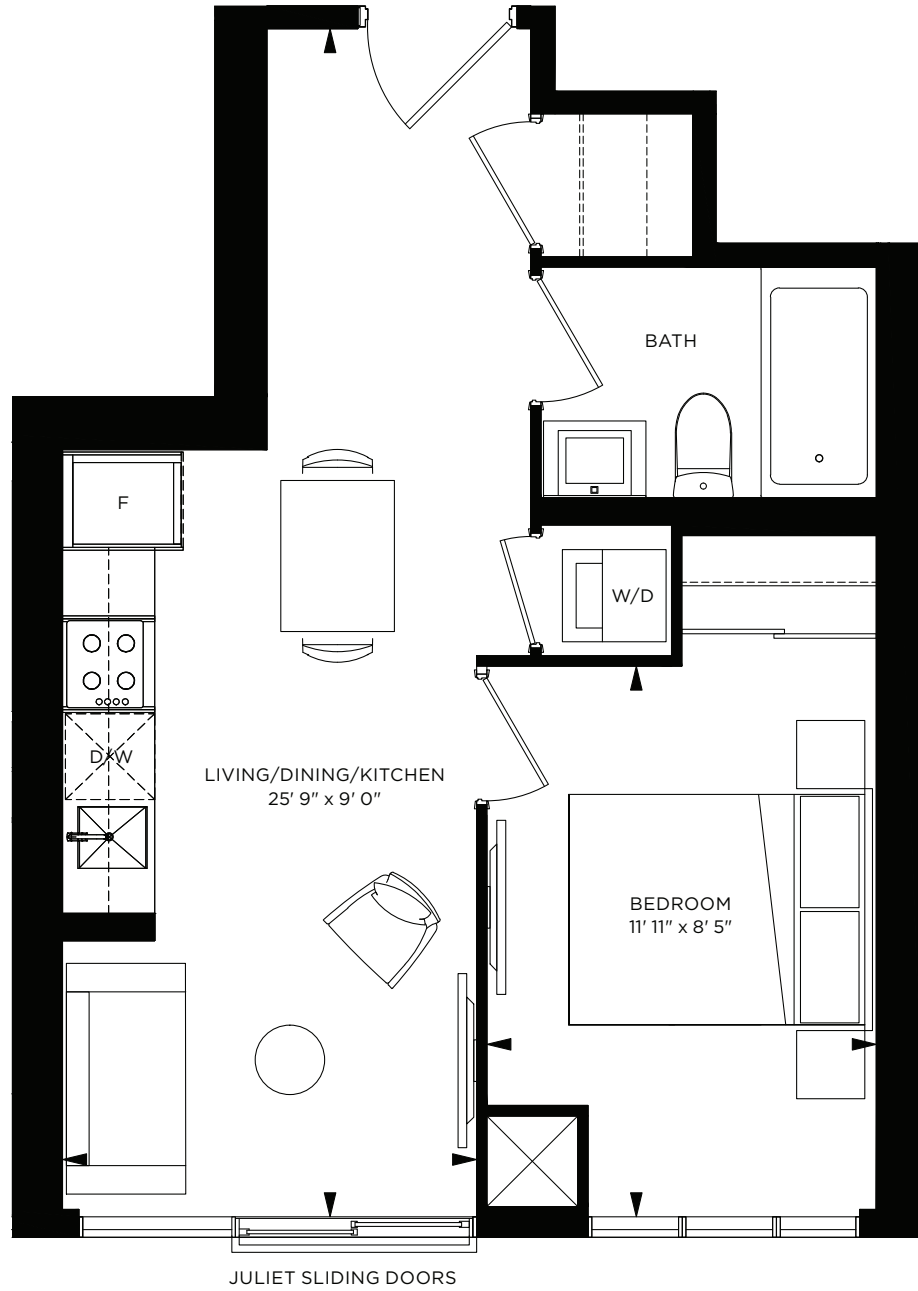 BATH
F
W/D
D/W
LIVING/DINING/KITCHEN
25' 9" x 9' 0"
BEDROOM
11' 11" x 8' 5"
JULIET SLIDING DOORS